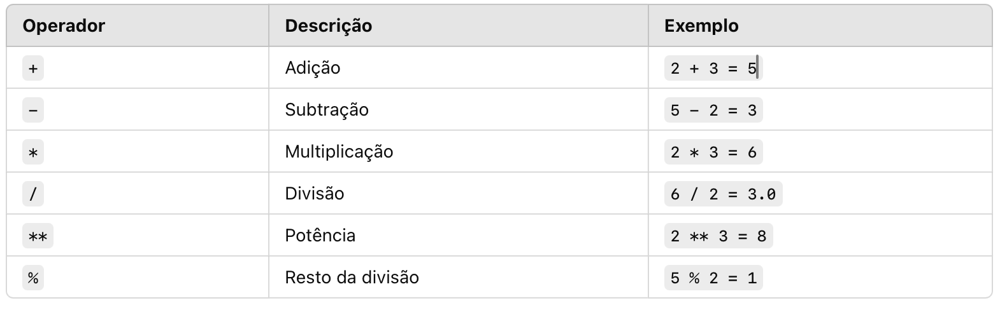 Operador Descrição Exemplo
+ Adição 2 + 3 = 5
- Subtração 5 - 2 = 3
* Multiplicação 2 * 3 = 6
/ Divisão 6 / 2 = 3.0
** Potência 2 ** 3 = 8
% Resto da divisão 5 % 2 = 1